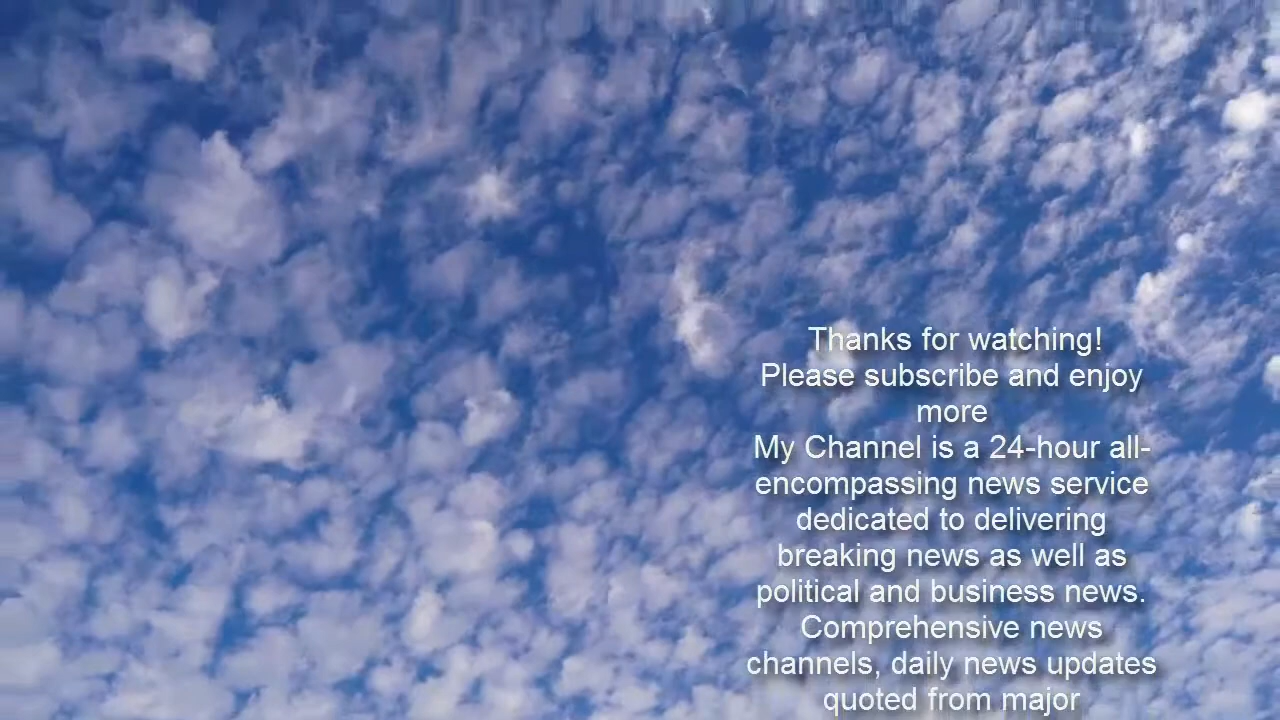 Thanks for watching!
Please subscribe and enjoy
more
My Channel is a 24-hour all-
encompassing news service
dedicated to delivering
breaking news as well as
political and business news.
Comprehensive news
channels, daily news updates
quoted from major